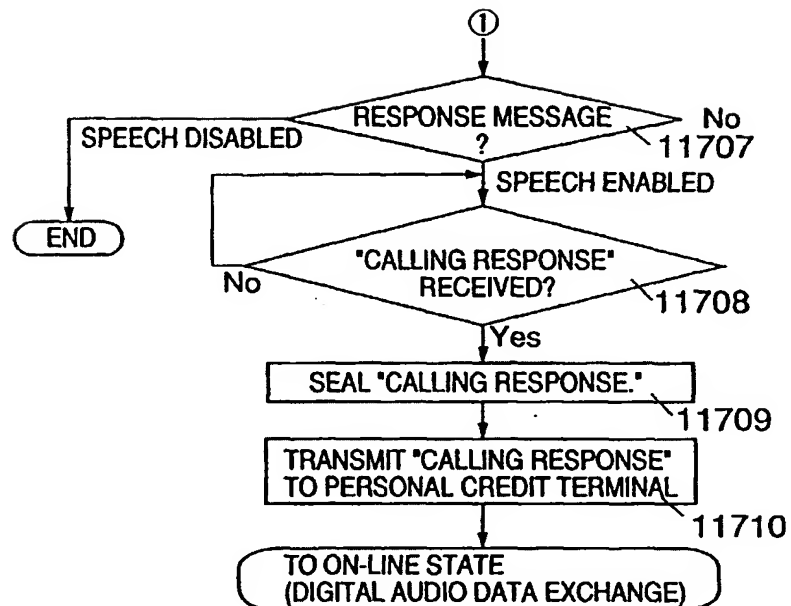 1
RESPONSE MESSAGE
?
No
11707
SPEECH DISABLED
SPEECH ENABLED
END
"CALLING RESPONSE"
RECEIVED?
No
11708
Yes
SEAL "CALLING RESPONSE."
11709
TRANSMIT "CALLING RESPONSE"
TO PERSONAL CREDIT TERMINAL
11710
TO ON-LINE STATE
(DIGITAL AUDIO DATA EXCHANGE)